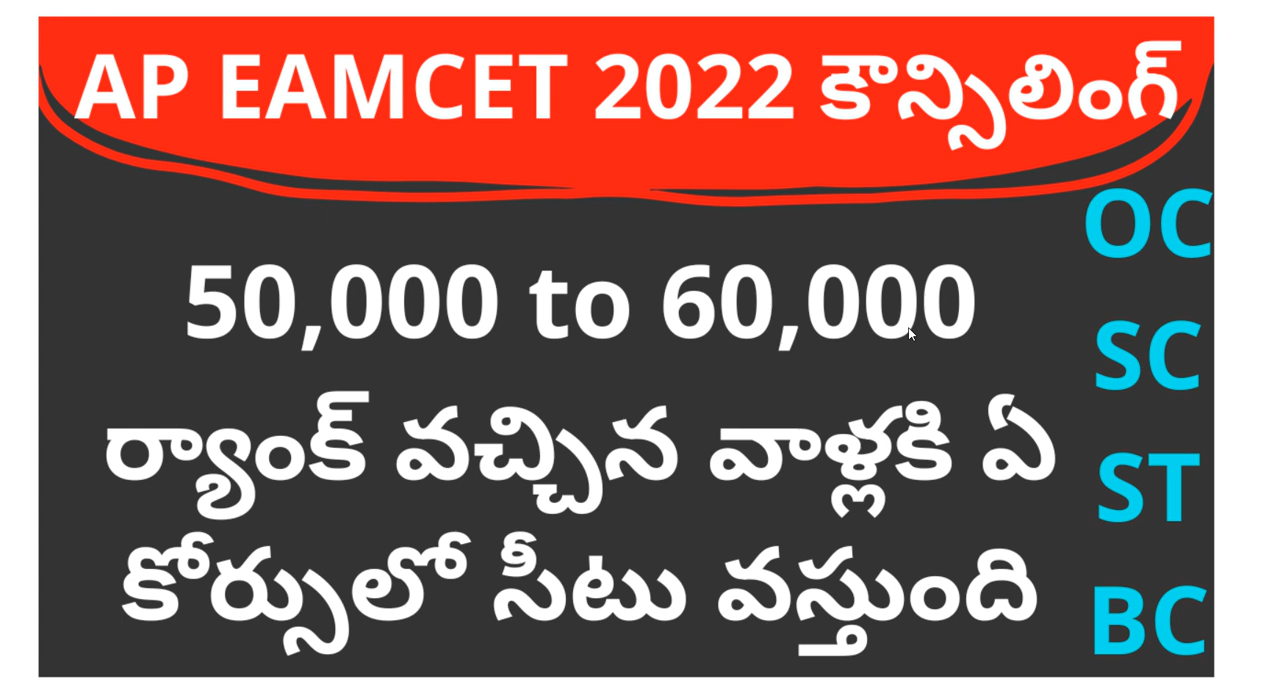 AP EAMCET 2022 కౌన్సిలింగ్
OC
50,000 to 60,000
SC
ర్యాంక్ వచ్చిన వాళ్లకి ఏ
ST
కోర్సులో సీటు వస్తుంది
BC